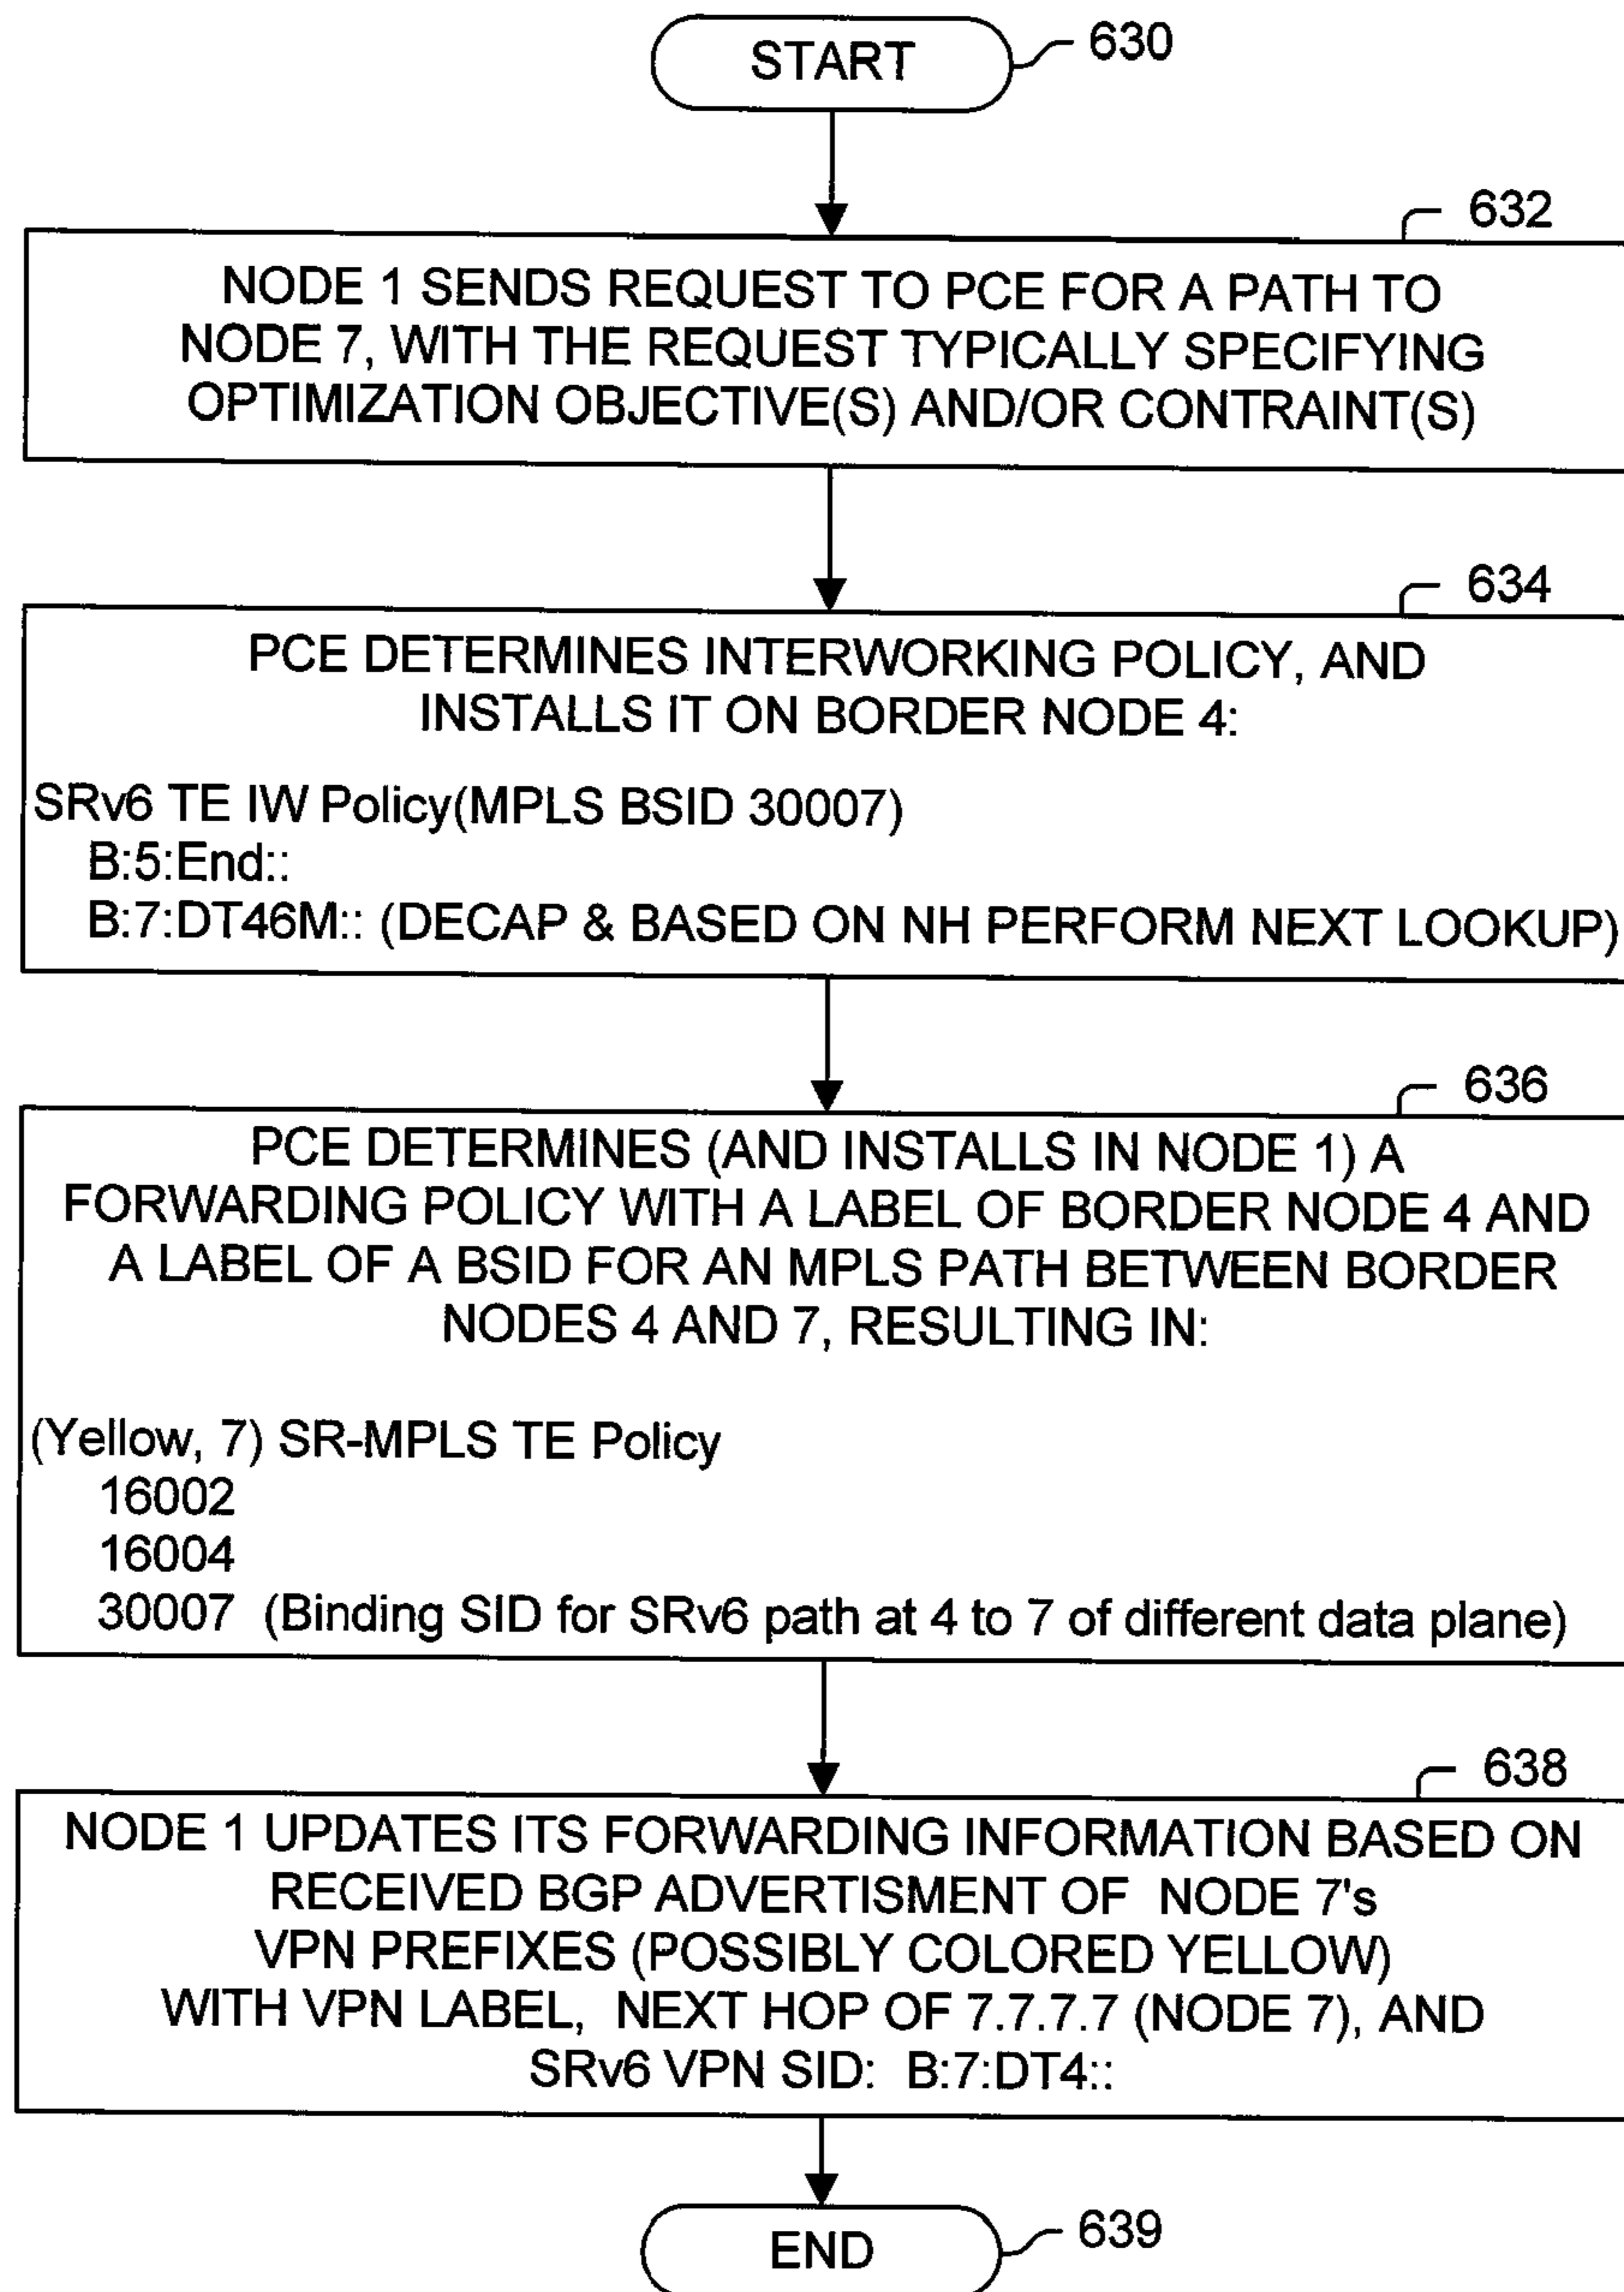 START
630
632
NODE 1 SENDS REQUEST TO PCE FOR A PATH TO
NODE 7, WITH THE REQUEST TYPICALLY SPECIFYING
OPTIMIZATION OBJECTIVE(S) AND/OR CONTRAINT(S)
634
PCE DETERMINES INTERWORKING POLICY, AND
INSTALLS IT ON BORDER NODE 4:
SRv6 TE IW Policy(MPLS BSID 30007)
B:5:End::
B:7:DT46M:: (DECAP & BASED ON NH PERFORM NEXT LOOKUP)
636
PCE DETERMINES (AND INSTALLS IN NODE 1) A
FORWARDING POLICY WITH A LABEL OF BORDER NODE 4 AND
A LABEL OF A BSID FOR AN MPLS PATH BETWEEN BORDER
NODES 4 AND 7, RESULTING IN:
(Yellow, 7) SR-MPLS TE Policy
16002
16004
30007 (Binding SID for SRv6 path at 4 to 7 of different data plane)
638
NODE 1 UPDATES ITS FORWARDING INFORMATION BASED ON
RECEIVED BGP ADVERTISMENT OF NODE 7's
VPN PREFIXES (POSSIBLY COLORED YELLOW)
WITH VPN LABEL, NEXT HOP OF 7.7.7.7 (NODE 7), AND
SRv6 VPN SID: B:7:DT4::
END
639